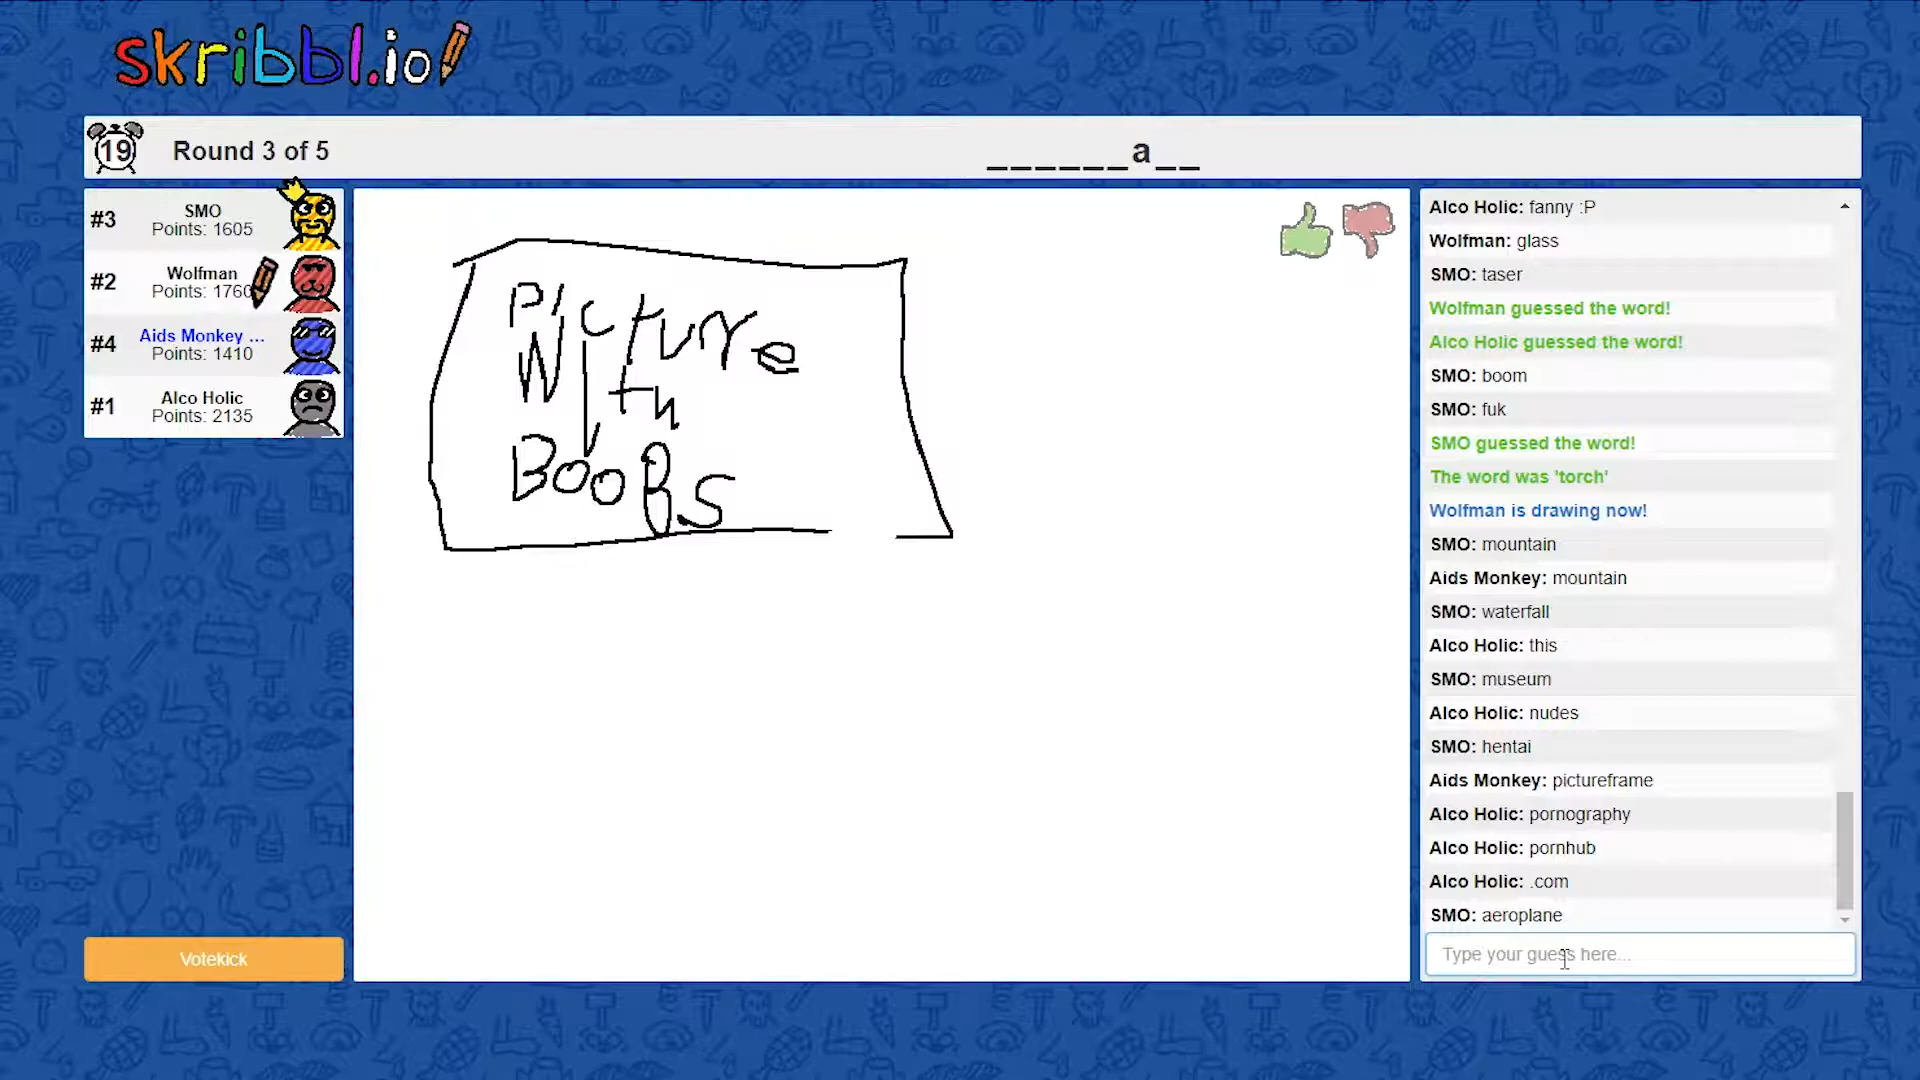 skribbl.io
19
Round 3 of 5
______a__
#3
SMO
Points: 1605
#2
Wolfman
Points: 1760
#4
Aids Monkey ...
Points: 1410
#1
Alco Holic
Points: 2135
Votekick
Picture
With
BooBs
Alco Holic: fanny :P
Wolfman: glass
SMO: taser
Wolfman guessed the word!
Alco Holic guessed the word!
SMO: boom
SMO: fuk
SMO guessed the word!
The word was 'torch'
Wolfman is drawing now!
SMO: mountain
Aids Monkey: mountain
SMO: waterfall
Alco Holic: this
SMO: museum
Alco Holic: nudes
SMO: hentai
Aids Monkey: pictureframe
Alco Holic: pornography
Alco Holic: pornhub
Alco Holic: .com
SMO: aeroplane
Type your guess here...